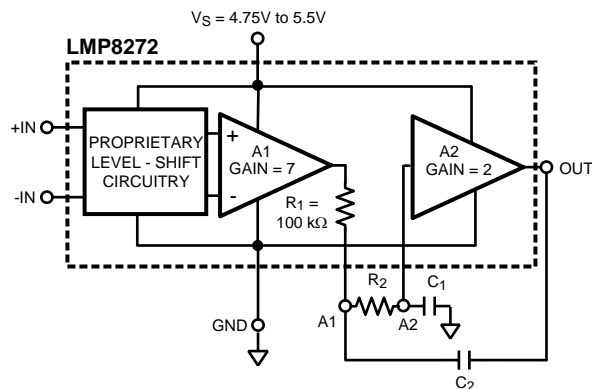 V_S = 4.75V to 5.5V
LMP8272
+IN
-IN
PROPRIETARY
LEVEL - SHIFT
CIRCUITRY
+
-
A1
GAIN = 7
A2
GAIN = 2
OUT
R_1 =
100 kΩ
R_2
C_1
A1
A2
GND
C_2